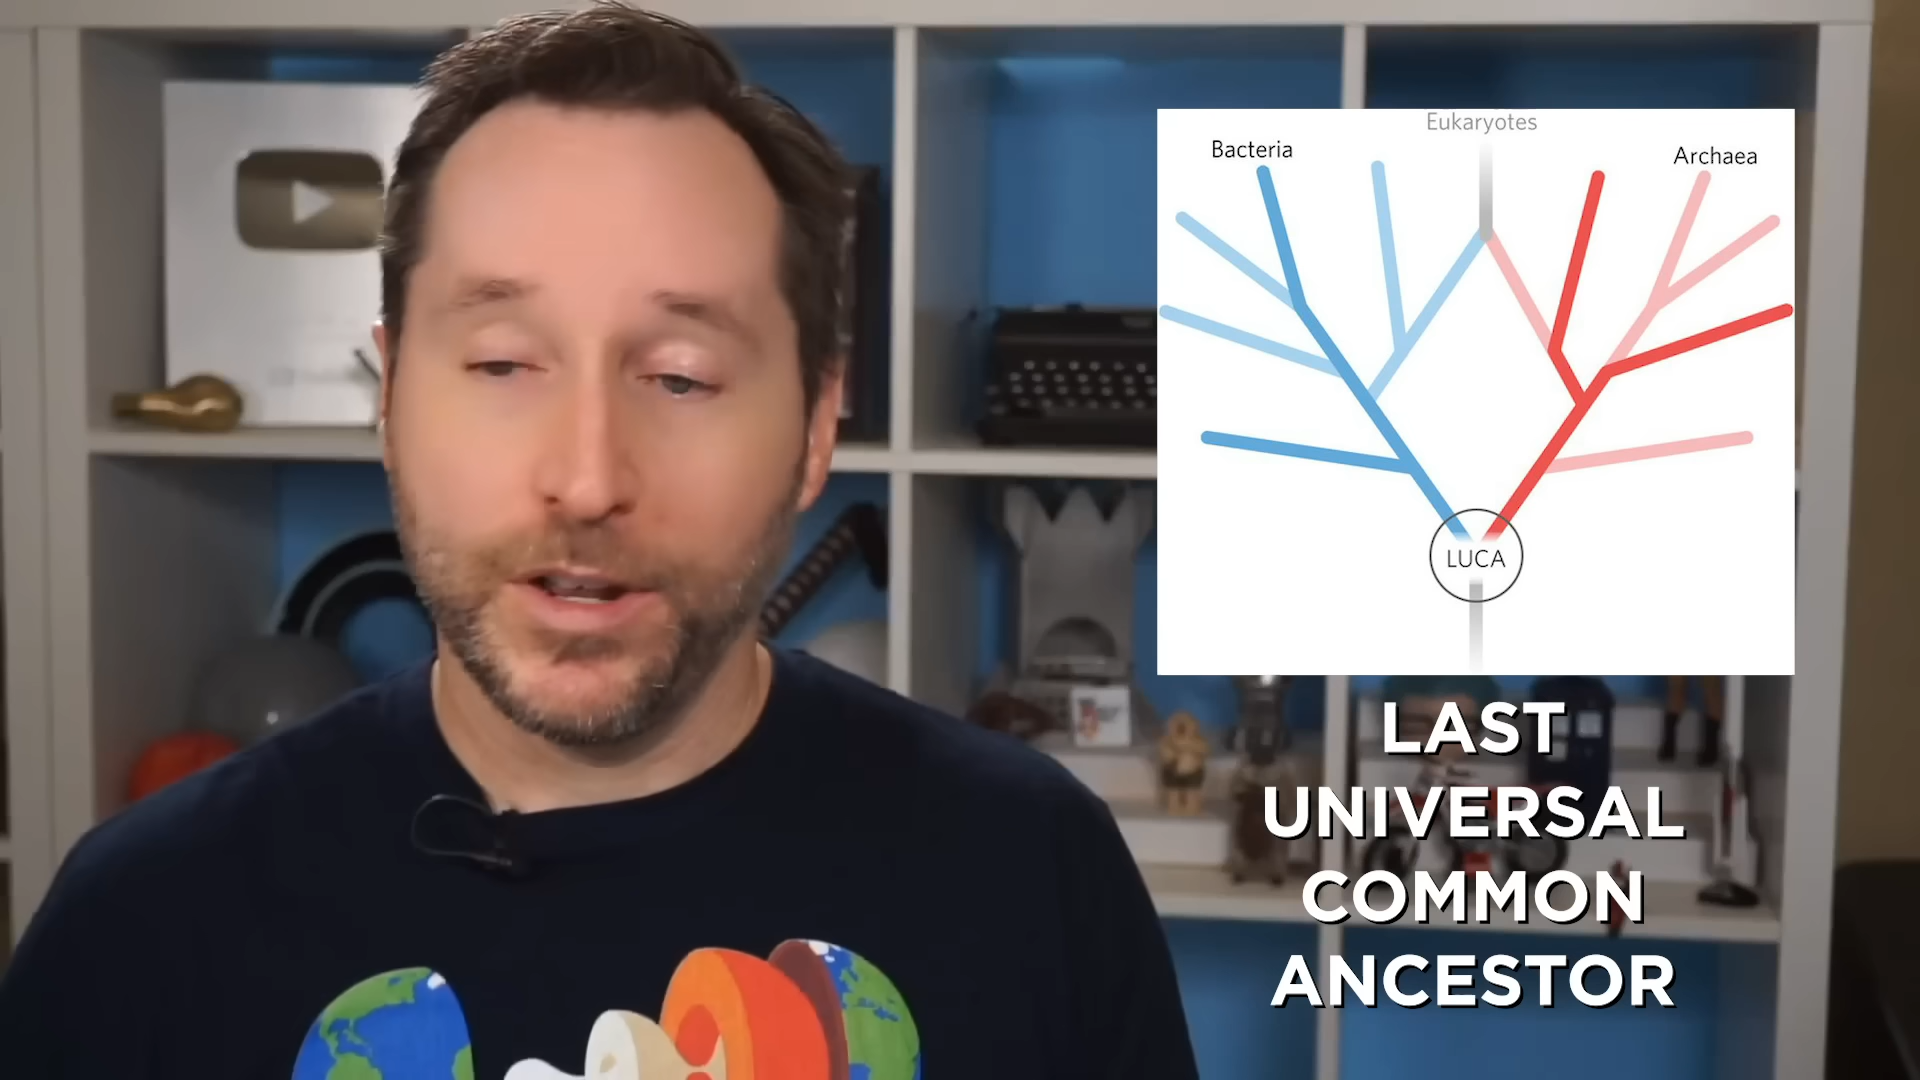 Eukaryotes
Bacteria
Archaea
LUCA
LAST
UNIVERSAL
COMMON
ANCESTOR